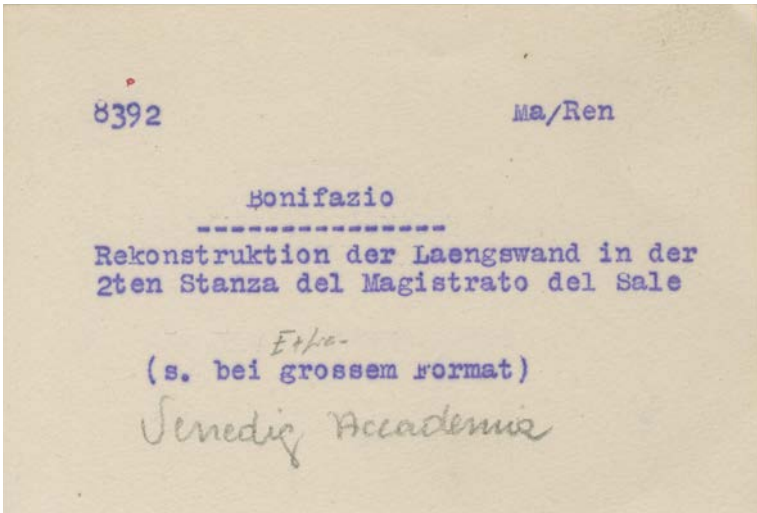 8392 Ma/Ren
Bonifazio
---------------
Rekonstruktion der Laengswand in der
2ten Stanza del Magistrato del Sale
(s. bei grossem Format)
Venedig Accademia